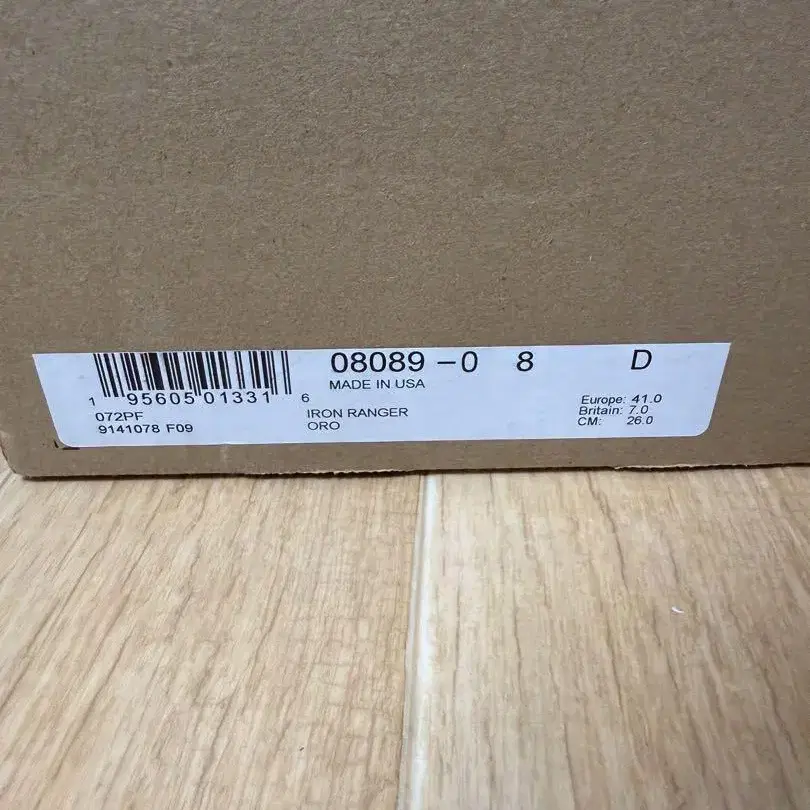 08089 -0 8 D
MADE IN USA
1 95605 01331 6
072PF
9141078 F09
IRON RANGER
ORO
Europe: 41.0
Britain: 7.0
CM: 26.0